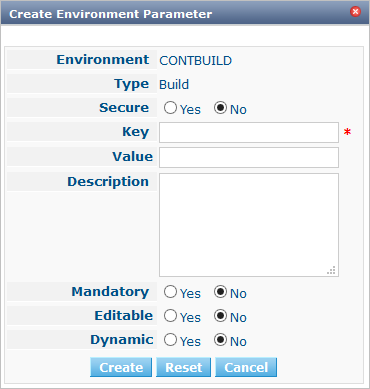 Create Environment Parameter
Environment CONTBUILD
Type Build
Secure Yes No
Key *
Value
Description
Mandatory Yes No
Editable Yes No
Dynamic Yes No
Create Reset Cancel